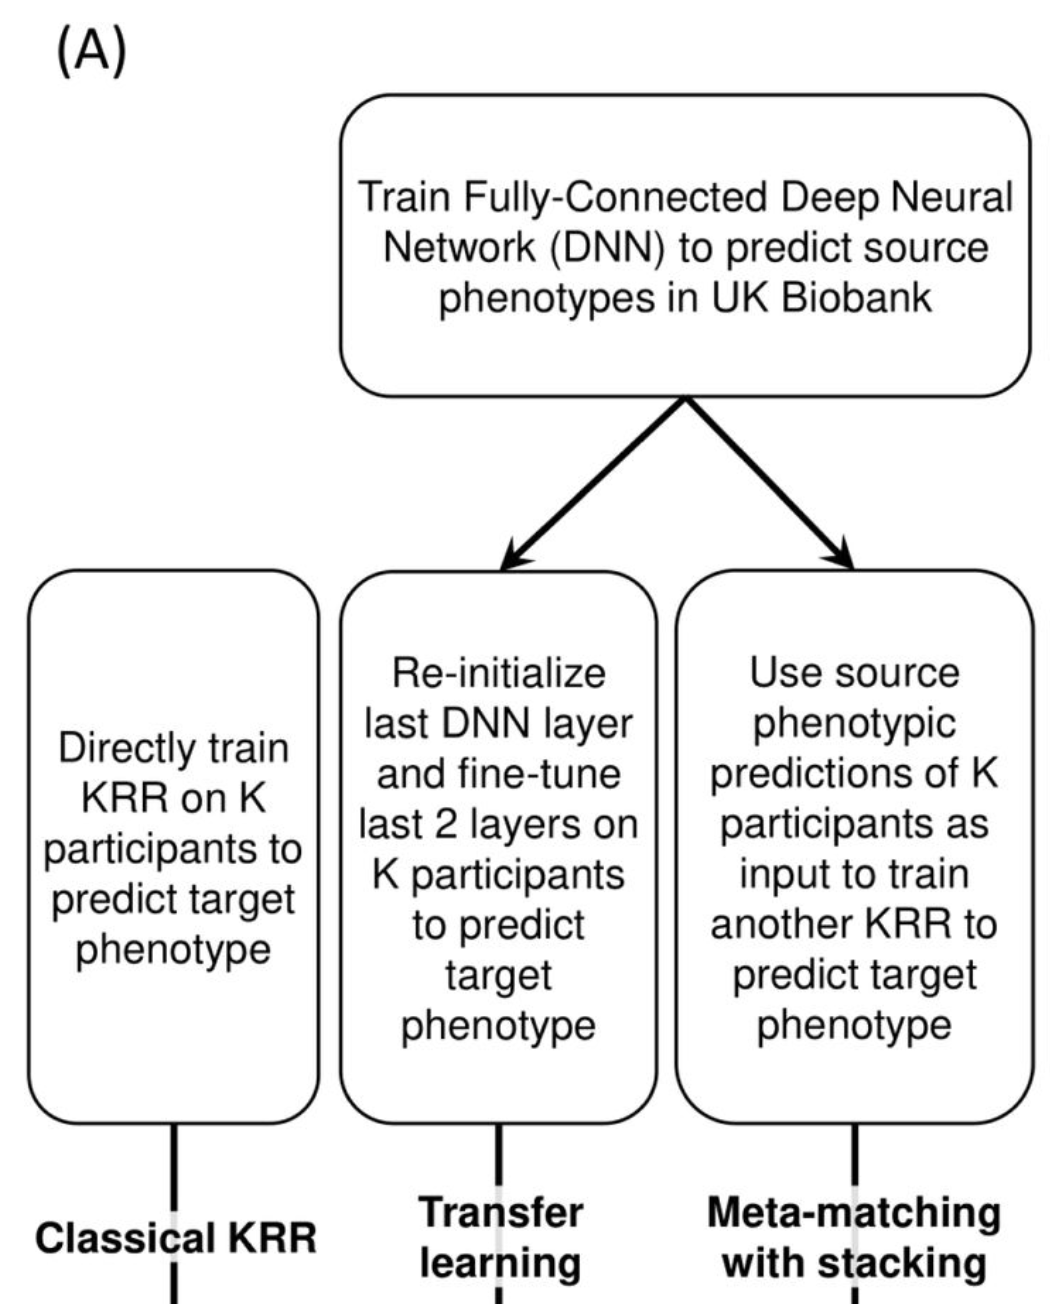 (A)
Train Fully-Connected Deep Neural
Network (DNN) to predict source
phenotypes in UK Biobank
Directly train
KRR on K
participants to
predict target
phenotype
Re-initialize
last DNN layer
and fine-tune
last 2 layers on
K participants
to predict
target
phenotype
Use source
phenotypic
predictions of K
participants as
input to train
another KRR to
predict target
phenotype
Classical KRR
Transfer
learning
Meta-matching
with stacking